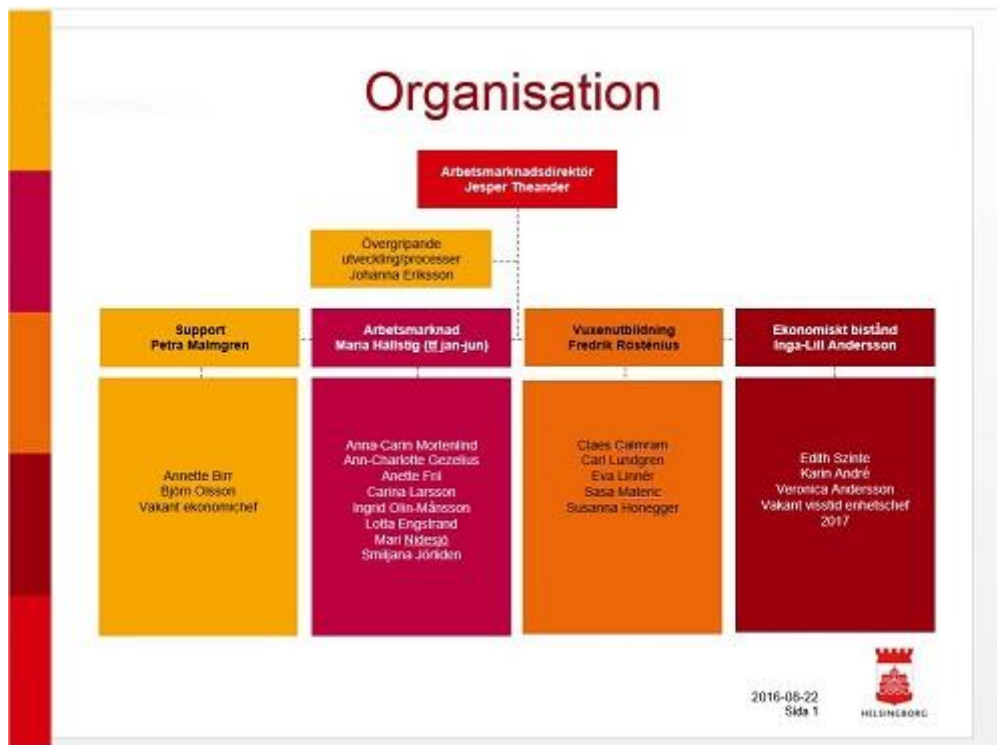 Organisation
Arbetsmarknadsdirektör
Jesper Theander
Övergripande
utveckling/processer
Johanna Eriksson
Support
Petra Malmgren
Arbetsmarknad
Maria Hällstig (tf jan-jun)
Vuxenutbildning
Fredrik Rosténius
Ekonomiskt bistånd
Inga-Lill Andersson
Annette Birr
Björn Olsson
Vakant ekonomichef
Anna-Carin Mortenlind
Ann-Charlotte Gezelius
Anette Frii
Carina Larsson
Ingrid Olin-Månsson
Lotta Engstrand
Mari Nidesjö
Smiljana Jörliden
Claes Calmram
Carl Lundgren
Eva Linnér
Sasa Materic
Susanna Honegger
Edith Szinte
Karin André
Veronica Andersson
Vakant visstid enhetschef
2017
2016-08-22
Sida 1
HELSINGBORG